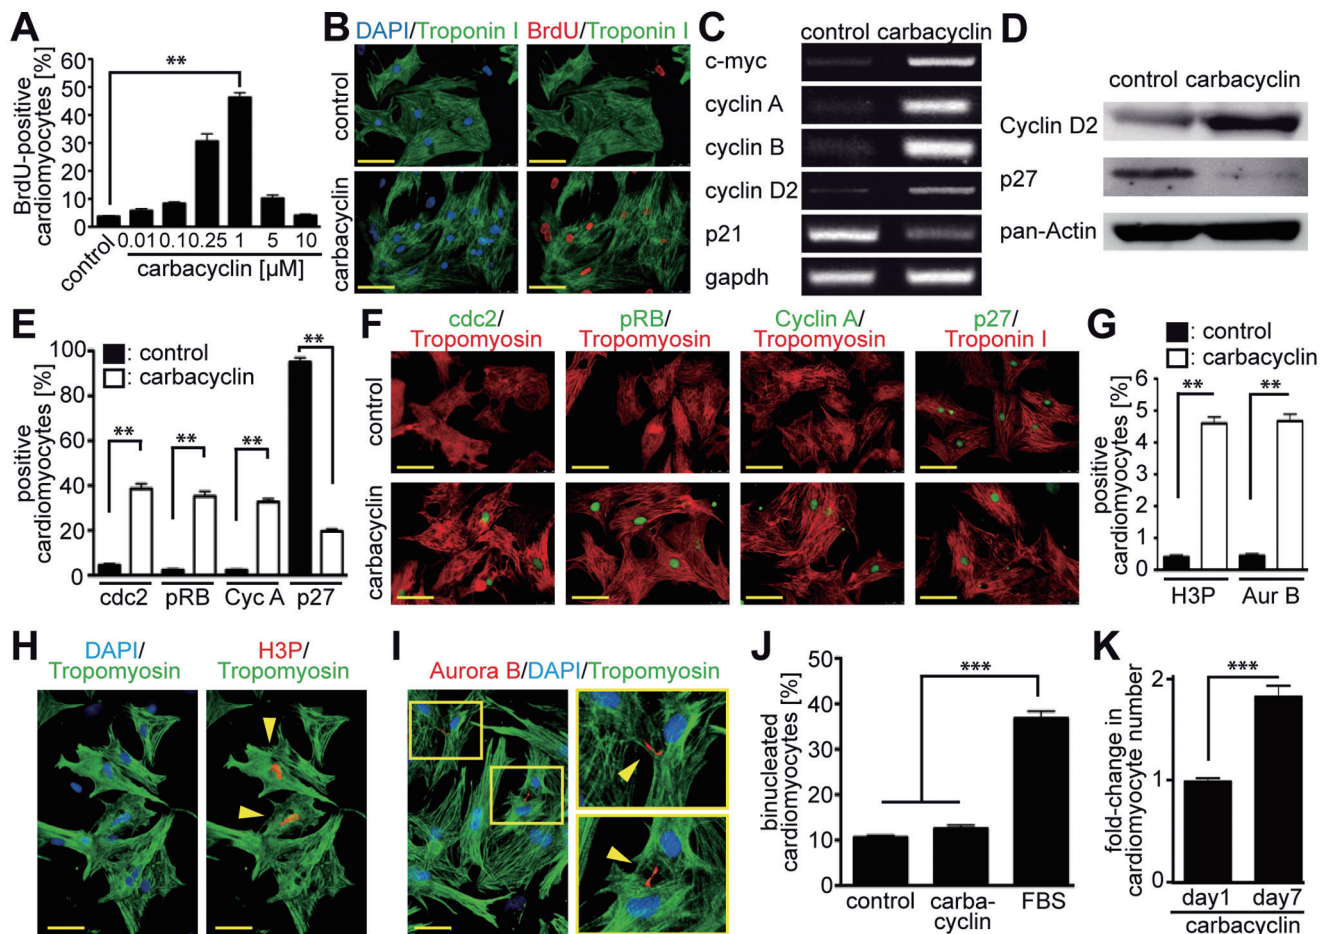 A
BrdU-positive
cardiomyocytes [%]
60
50
40
30
20
10
0
**
control
0.01
0.1
0.25
1
5
10
carbacyclin [µM]
B
DAPI/Troponin I
BrdU/Troponin I
control
carbacyclin
C
control carbacyclin
c-myc
cyclin A
cyclin B
cyclin D2
p21
gapdh
D
control carbacyclin
Cyclin D2
p27
pan-Actin
E
positive
cardiomyocytes [%]
100
80
60
40
20
0
: control
: carbacyclin
**
**
**
**
cdc2
pRB
Cyc A
p27
F
cdc2/
Tropomyosin
pRB/
Tropomyosin
Cyclin A/
Tropomyosin
p27/
Troponin I
control
carbacyclin
G
: control
: carbacyclin
positive
cardiomyocytes [%]
6
5
4
3
2
1
0
**
**
H3P
Aur B
H
DAPI/
Tropomyosin
H3P/
Tropomyosin
I
Aurora B/DAPI/Tropomyosin
J
binucleated
cardiomyocytes [%]
50
40
30
20
10
0
***
control
carba-
cyclin
FBS
K
fold-change in
cardiomyocyte number
2
1
0
***
day1
day7
carbacyclin